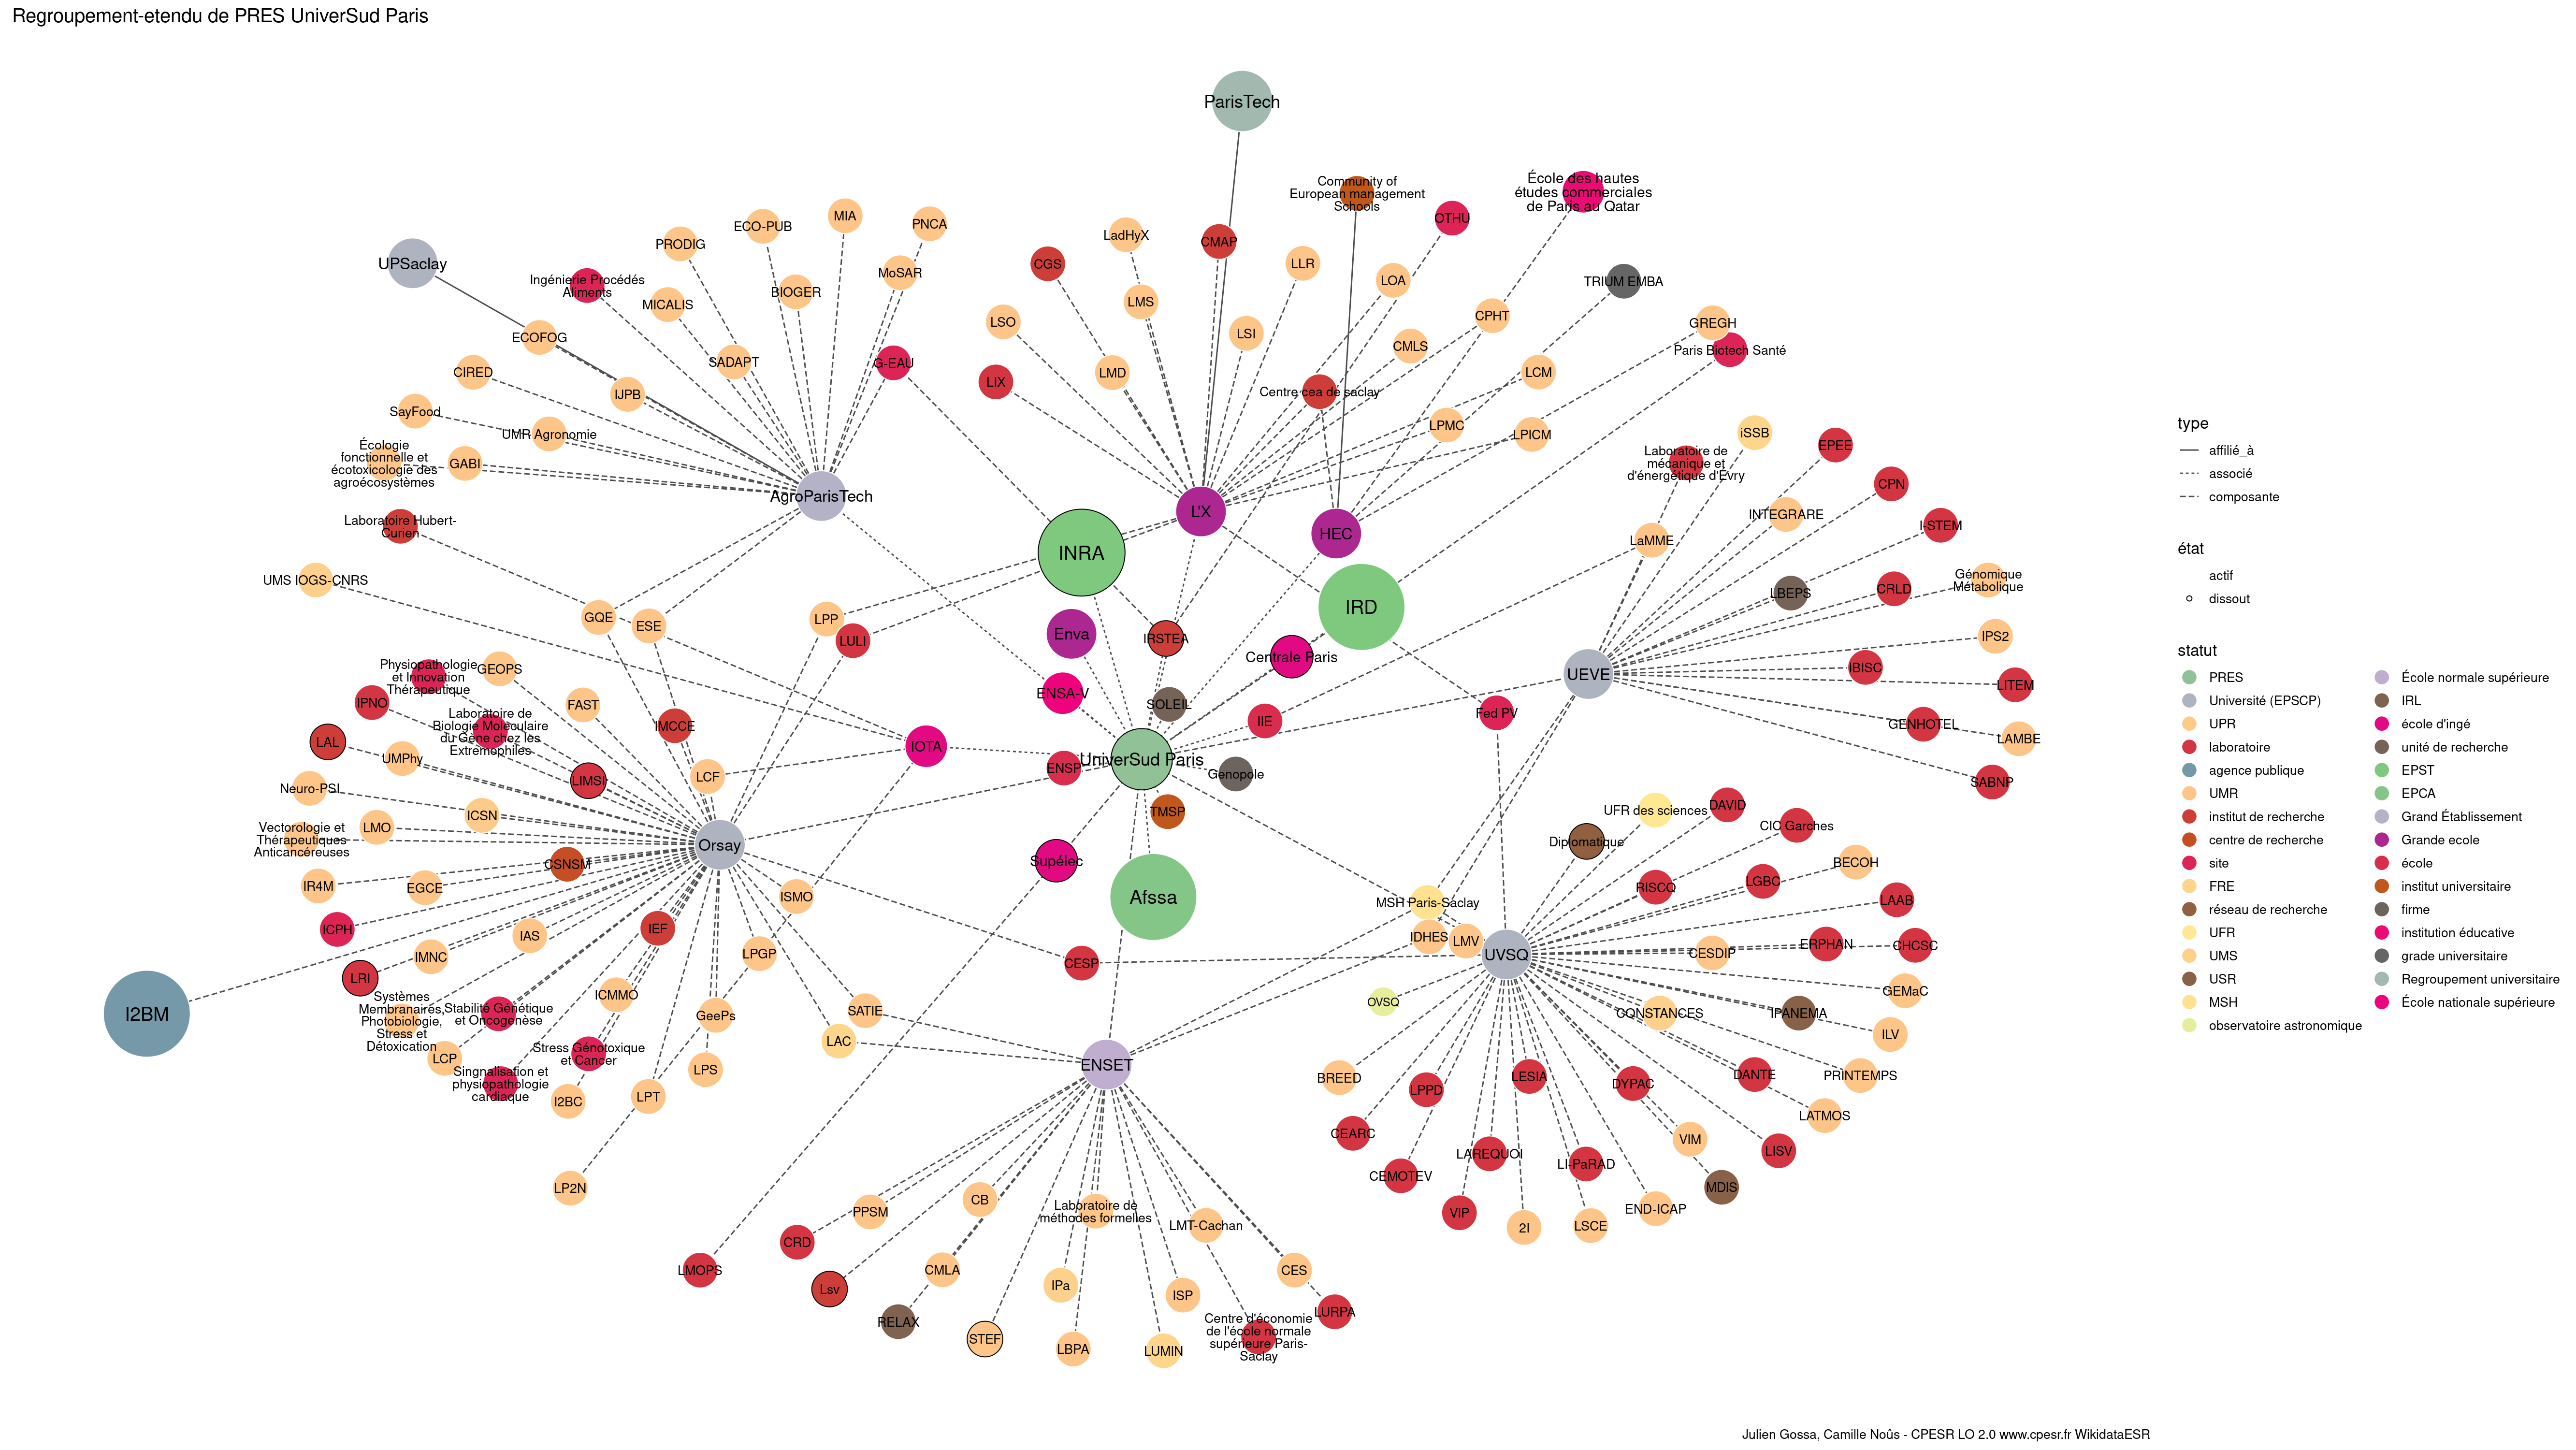 Regroupement-etendu de PRES UniverSud Paris
ParisTech
Community of
European management
Schools
École des hautes
études commerciales
de Paris au Qatar
OTHU
MIA
PNCA
ECO-PUB
PRODIG
LadHyX
CMAP
UPSaclay
CGS
LLR
MoSAR
Ingénierie Procédés
Aliments
BIOGER
LOA
TRIUM EMBA
MICALIS
LMS
CPHT
LSO
GREGH
ECOFOG
LSI
CMLS
Paris Biotech Santé
SADAPT
G-EAU
CIRED
LMD
LCM
LIX
Centre cea de saclay
IJPB
SayFood
LPMC
UMR Agronomie
LPICM
iSSB
EPEE
Écologie
fonctionnelle et
écotoxicologie des
agroécosystèmes
GABI
Laboratoire de
mécanique et
d'énergétique d'Evry
CPN
AgroParisTech
L'X
INTEGRARE
Laboratoire Hubert-
Curien
I-STEM
HEC
LaMME
INRA
UMS IOGS-CNRS
Génomique
Métabolique
CRLD
LBEPS
IRD
GQE
ESE
LPP
LULI
Enva
IRSTEA
IPS2
Centrale Paris
IBISC
Physiopathologie
et Innovation
Thérapeutique
GEOPS
UEVE
LITEM
ENSA-V
IPNO
FAST
SOLEIL
Fed PV
IIE
IMCCE
GENHOTEL
Laboratoire de
Biologie Moléculaire
du Gène chez les
Extremophiles
LAL
IOTA
LAMBE
UMPhy
UniverSud Paris
ENSP
Genopole
LCF
LIMSI
SABNP
Neuro-PSI
ICSN
TMSP
UFR des sciences
DAVID
LMO
CIC Garches
Vectorologie et
Thérapeutiques
Anticancéreuses
Orsay
Diplomatique
Supélec
CSNSM
BECOH
IR4M
EGCE
ISMO
Afssa
RISCQ
LGBC
LAAB
MSH Paris-Saclay
ICPH
IEF
IAS
IDHES
LMV
ERPHAN
CHCSC
IMNC
LPGP
UVSQ
CESDIP
CESP
LRI
GEMaC
ICMMO
OVSQ
I2BM
Systèmes
Membranaires,
Photobiologie,
Stress et
Détoxication
Stabilité Génétique
et Oncogenèse
GeePs
SATIE
CONSTANCES
IPANEMA
ILV
LAC
Stress Génotoxique
et Cancer
LCP
LPS
ENSET
BREED
LESIA
DANTE
PRINTEMPS
Singnalisation et
physiopathologie
cardiaque
LPPD
DYPAC
I2BC
LPT
LATMOS
CEARC
VIM
LAREQUOI
LISV
LI-PaRAD
CEMOTEV
LP2N
MDIS
CB
PPSM
Laboratoire de
méthodes formelles
LMT-Cachan
VIP
END-ICAP
2I
LSCE
CRD
LMOPS
CMLA
CES
Lsv
IPa
ISP
RELAX
LURPA
STEF
Centre d'économie
de l'école normale
supérieure Paris-
Saclay
LBPA
LUMIN
type
affilié_à
associé
composante
état
actif
dissout
statut
PRES
Université (EPSCP)
UPR
laboratoire
agence publique
UMR
institut de recherche
centre de recherche
site
FRE
réseau de recherche
UFR
UMS
USR
MSH
observatoire astronomique
École normale supérieure
IRL
école d'ingé
unité de recherche
EPST
EPCA
Grand Établissement
Grande ecole
école
institut universitaire
firme
institution éducative
grade universitaire
Regroupement universitaire
École nationale supérieure
Julien Gossa, Camille Noûs - CPESR LO 2.0 www.cpesr.fr WikidataESR